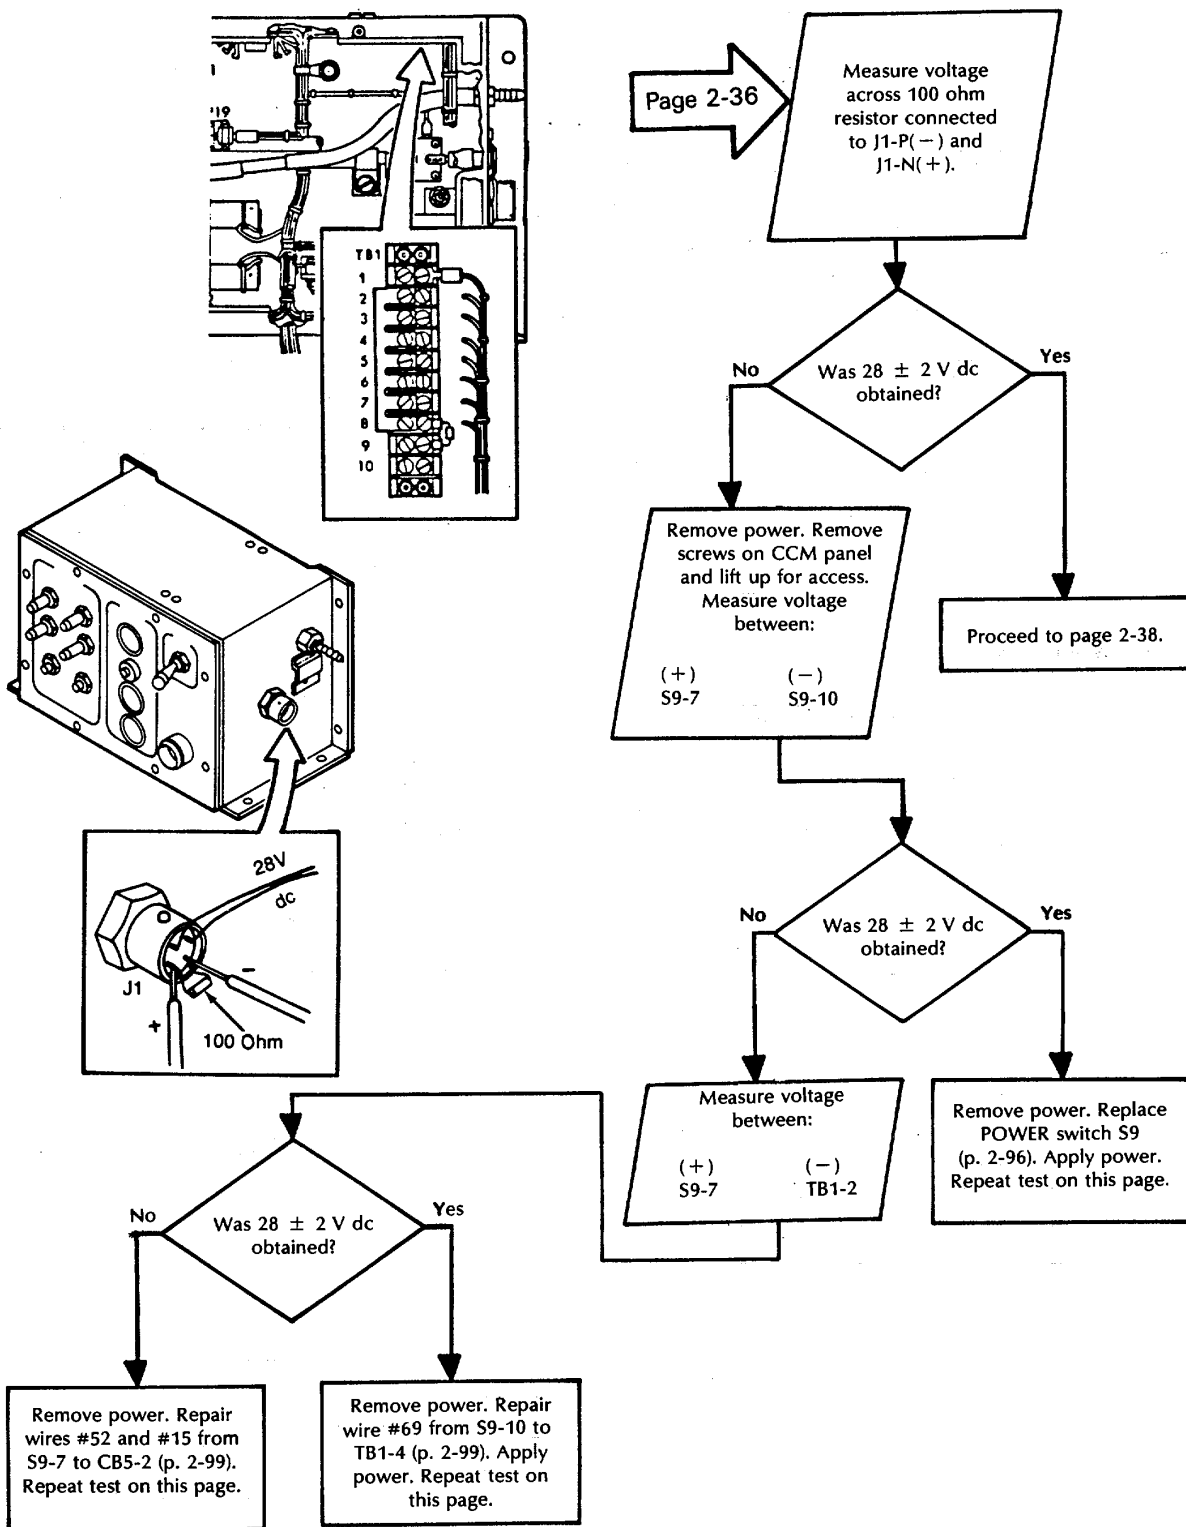 Page 2-36
Measure voltage
across 100 ohm
resistor connected
to J1-P(−) and
J1-N(+).
Was 28 ± 2 V dc
obtained?
No
Yes
Remove power. Remove
screws on CCM panel
and lift up for access.
Measure voltage
between:
(+) (−)
S9-7 S9-10
Proceed to page 2-38.
Was 28 ± 2 V dc
obtained?
No
Yes
Measure voltage
between:
(+) (−)
S9-7 TB1-2
Remove power. Replace
POWER switch S9
(p. 2-96). Apply power.
Repeat test on this page.
Was 28 ± 2 V dc
obtained?
No
Yes
Remove power. Repair
wires #52 and #15 from
S9-7 to CB5-2 (p. 2-99).
Repeat test on this page.
Remove power. Repair
wire #69 from S9-10 to
TB1-4 (p. 2-99). Apply
power. Repeat test on
this page.
TB1
1
2
3
4
5
6
7
8
9
10
28V
dc
J1
−
+
100 Ohm